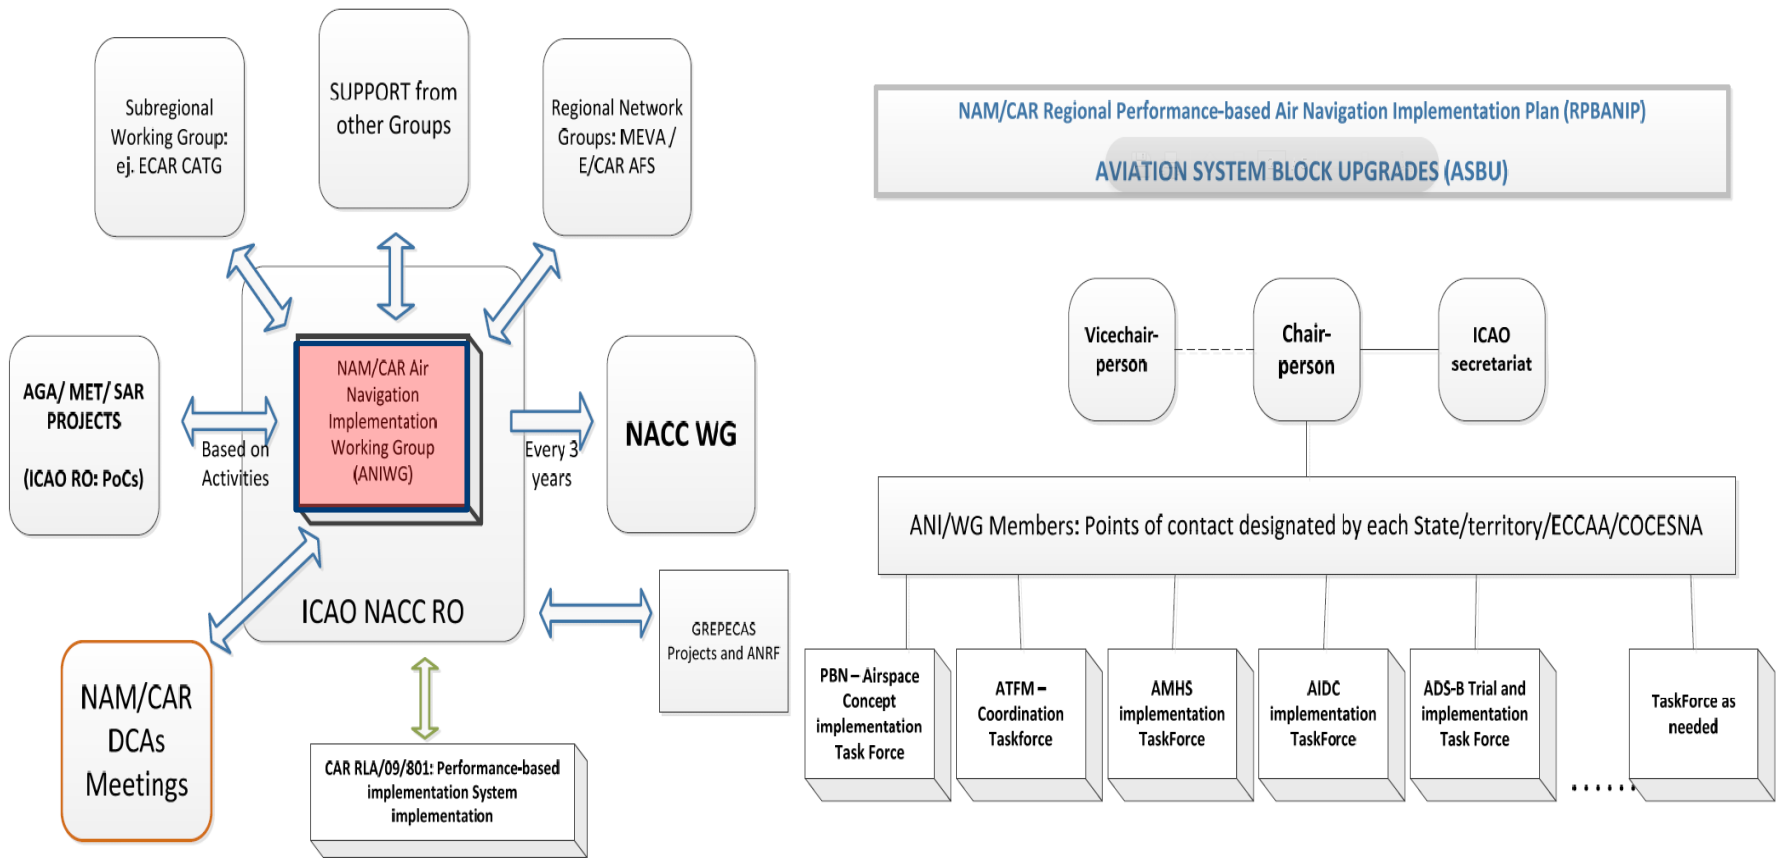 Subregional
Working Group:
ej. ECAR CATG
SUPPORT from
other Groups
Regional Network
Groups: MEVA /
E/CAR AFS
AGA/ MET/ SAR
PROJECTS
(ICAO RO: PoCs)
Based on
Activities
NAM/CAR Air
Navigation
Implementation
Working Group
(ANIWG)
Every 3
years
NACC WG
ICAO NACC RO
GREPECAS
Projects and ANRF
NAM/CAR
DCAs
Meetings
CAR RLA/09/801: Performance-based
implementation System
implementation
NAM/CAR Regional Performance-based Air Navigation Implementation Plan (RPBANIP)
AVIATION SYSTEM BLOCK UPGRADES (ASBU)
Vicechair-
person
Chair-
person
ICAO
secretariat
ANI/WG Members: Points of contact designated by each State/territory/ECCAA/COCESNA
PBN – Airspace
Concept
implementation
Task Force
ATFM –
Coordination
Taskforce
AMHS
implementation
TaskForce
AIDC
implementation
TaskForce
ADS-B Trial and
implementation
Task Force
......
TaskForce as
needed